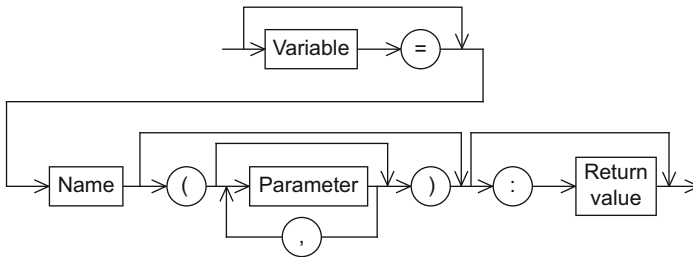 Variable =
Name ( Parameter ) : Return
value
,